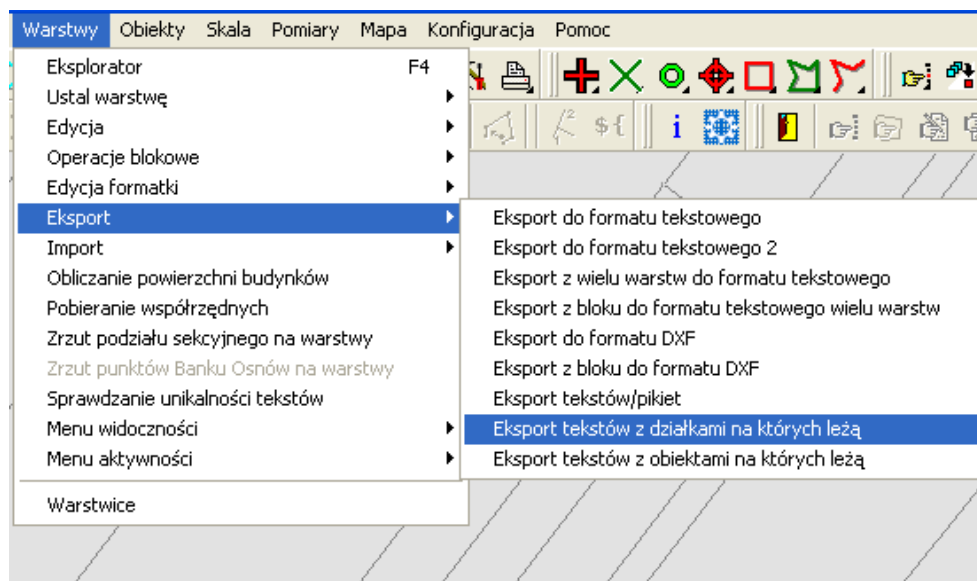 Warstwy Obiekty Skala Pomiary Mapa Konfiguracja Pomoc
Eksplorator F4
Ustal warstwę
Edycja
Operacje blokowe
Edycja formatki
Eksport
Import
Obliczanie powierzchni budynków
Pobieranie współrzędnych
Zrzut podziału sekcyjnego na warstwy
Zrzut punktów Banku Osnów na warstwy
Sprawdzanie unikalności tekstów
Menu widoczności
Menu aktywności
Warstwice
Eksport do formatu tekstowego
Eksport do formatu tekstowego 2
Eksport z wielu warstw do formatu tekstowego
Eksport z bloku do formatu tekstowego wielu warstw
Eksport do formatu DXF
Eksport z bloku do formatu DXF
Eksport tekstów/pikiet
Eksport tekstów z działkami na których leżą
Eksport tekstów z obiektami na których leżą